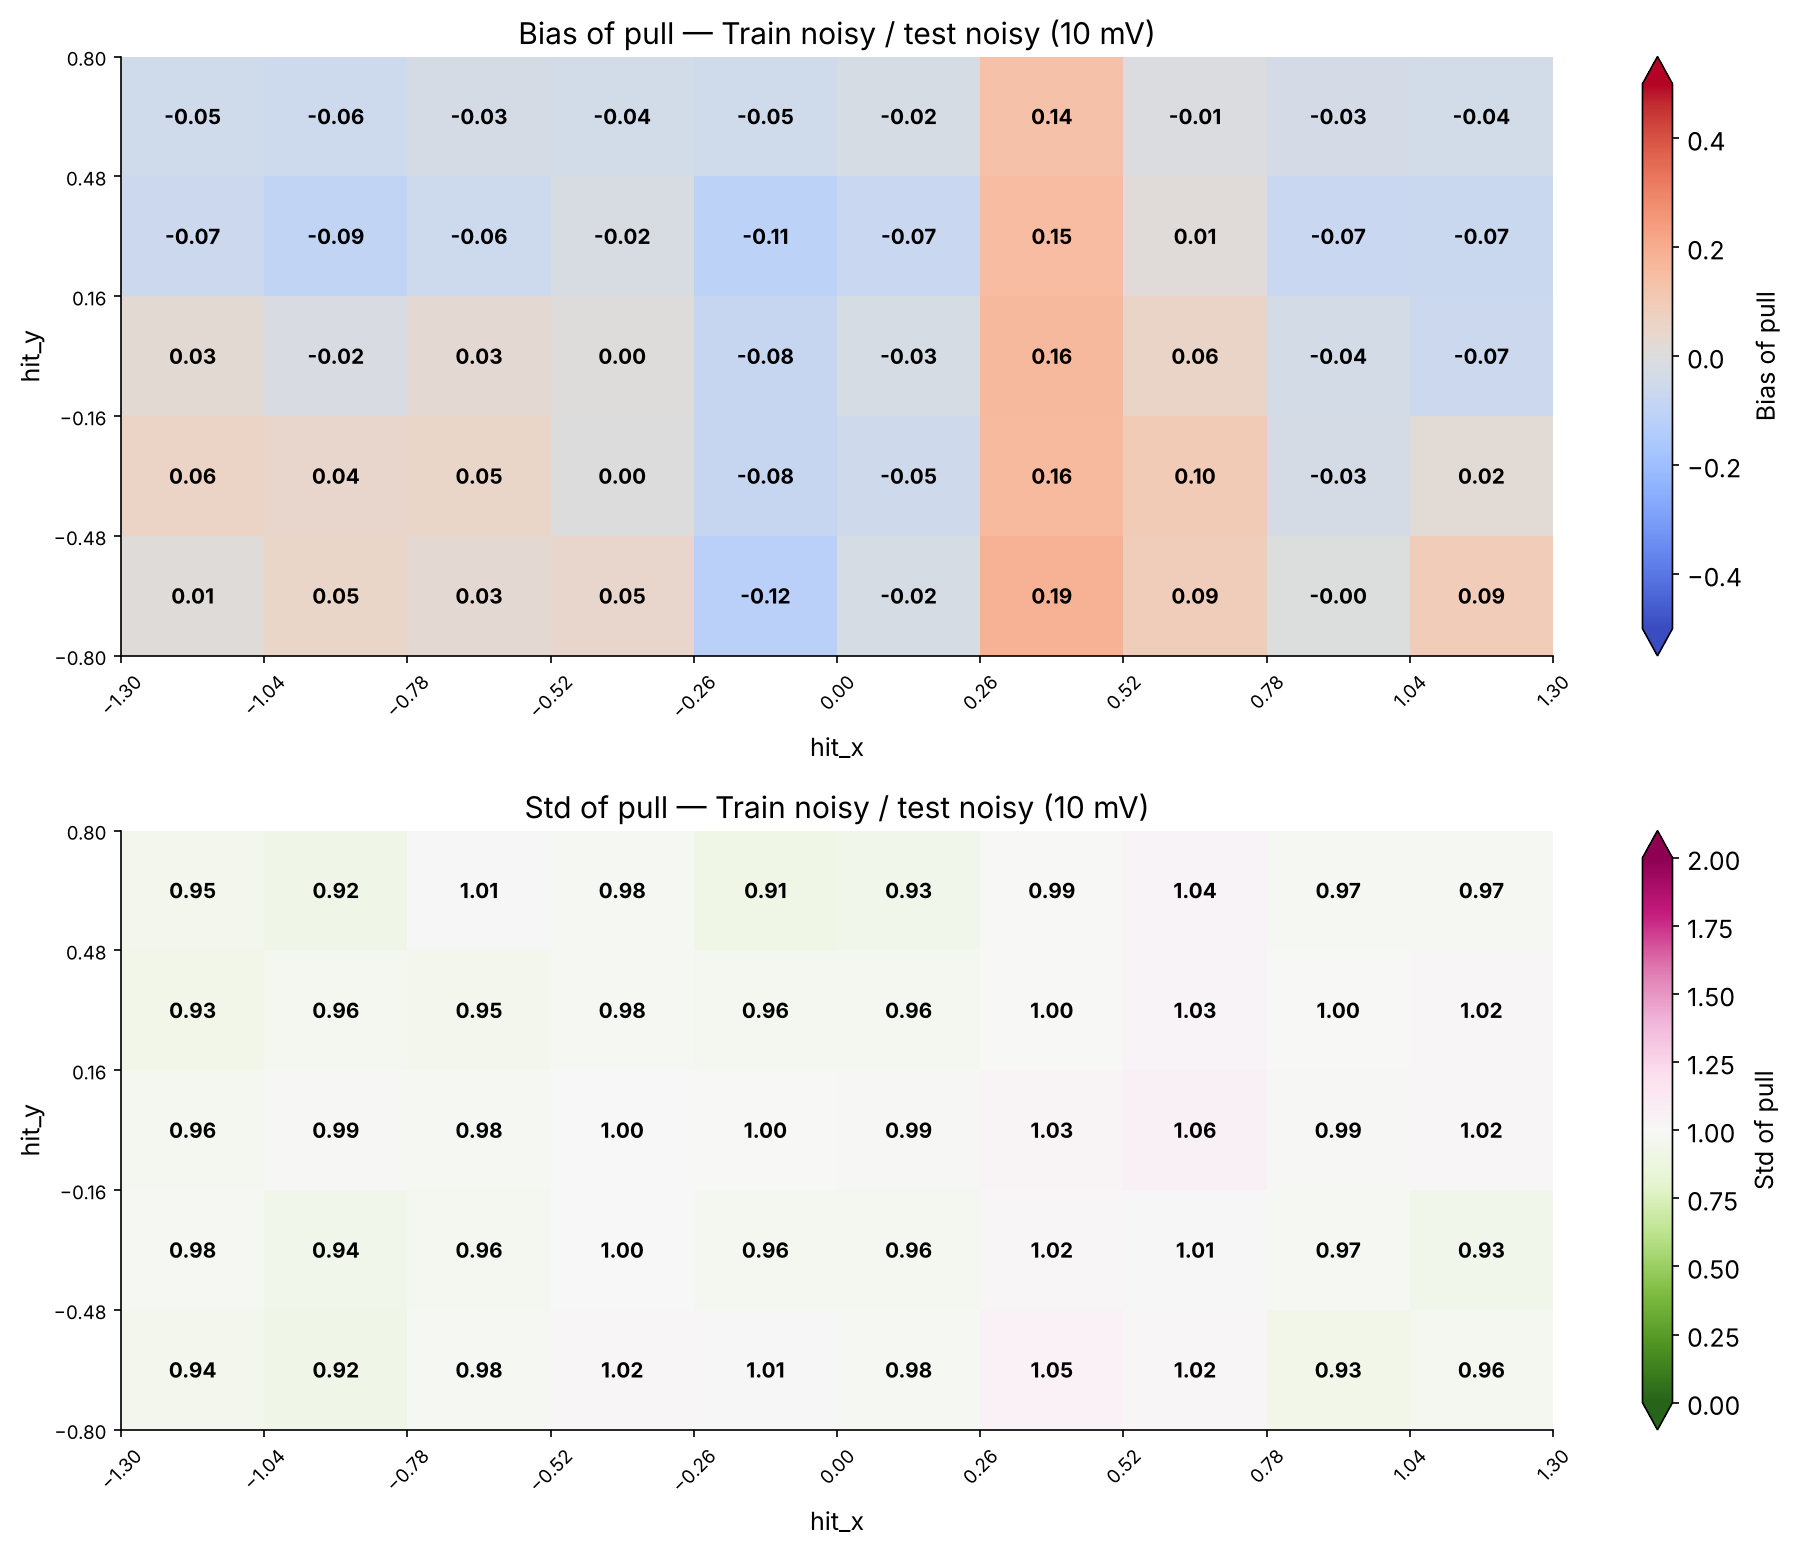 Bias of pull — Train noisy / test noisy (10 mV)
0.80
-0.05 -0.06 -0.03 -0.04 -0.05 -0.02 0.14 -0.01 -0.03 -0.04
0.48
-0.07 -0.09 -0.06 -0.02 -0.11 -0.07 0.15 0.01 -0.07 -0.07
0.16
0.03 -0.02 0.03 0.00 -0.08 -0.03 0.16 0.06 -0.04 -0.07
−0.16
0.06 0.04 0.05 0.00 -0.08 -0.05 0.16 0.10 -0.03 0.02
−0.48
0.01 0.05 0.03 0.05 -0.12 -0.02 0.19 0.09 -0.00 0.09
−0.80
hit_y
−1.30 −1.04 −0.78 −0.52 −0.26 0.00 0.26 0.52 0.78 1.04 1.30
hit_x
0.4
0.2
0.0
−0.2
−0.4
Bias of pull
Std of pull — Train noisy / test noisy (10 mV)
0.80
0.95 0.92 1.01 0.98 0.91 0.93 0.99 1.04 0.97 0.97
0.48
0.93 0.96 0.95 0.98 0.96 0.96 1.00 1.03 1.00 1.02
0.16
0.96 0.99 0.98 1.00 1.00 0.99 1.03 1.06 0.99 1.02
−0.16
0.98 0.94 0.96 1.00 0.96 0.96 1.02 1.01 0.97 0.93
−0.48
0.94 0.92 0.98 1.02 1.01 0.98 1.05 1.02 0.93 0.96
−0.80
hit_y
−1.30 −1.04 −0.78 −0.52 −0.26 0.00 0.26 0.52 0.78 1.04 1.30
hit_x
2.00
1.75
1.50
1.25
1.00
0.75
0.50
0.25
0.00
Std of pull